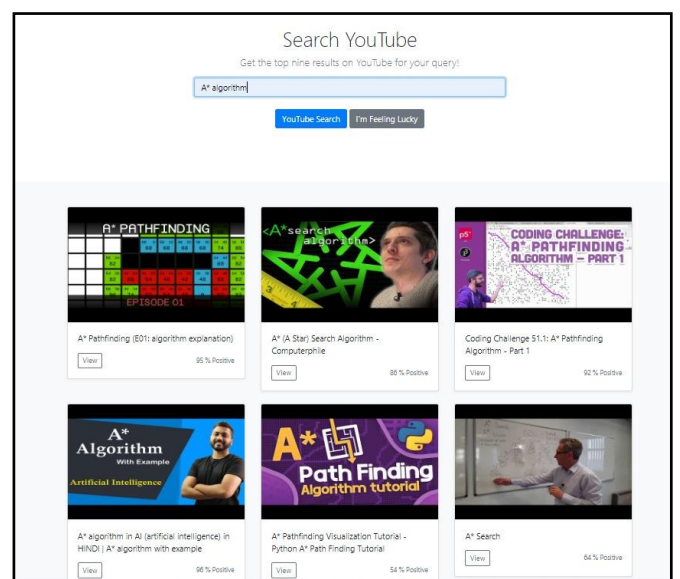 Search YouTube
Get the top nine results on YouTube for your query!
A* algorithm
YouTube Search
I'm Feeling Lucky
A* PATHFINDING
EPISODE 01
<A*search
algorithm>
CODING CHALLENGE:
A* PATHFINDING
ALGORITHM – PART 1
A* Pathfinding (E01: algorithm explanation)
View
95 % Positive
A* (A Star) Search Algorithm -
Computerphile
View
86 % Positive
Coding Challenge 51.1: A* Pathfinding
Algorithm - Part 1
View
92 % Positive
A*
Algorithm
With Example
Artificial Intelligence
A*
Path Finding
Algorithm tutorial
A* algorithm in AI (artificial intelligence) in
HINDI | A* algorithm with example
View
96 % Positive
A* Pathfinding Visualization Tutorial -
Python A* Path Finding Tutorial
View
54 % Positive
A* Search
View
64 % Positive